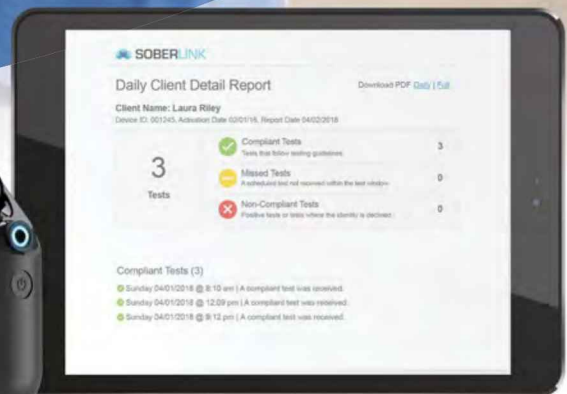 SOBERLINK
Daily Client Detail Report
Download PDF Daily | Full
Client Name: Laura Riley
Device ID, 001245, Activation Date 02/01/18, Report Date 04/02/2018
3
Tests
Compliant Tests
Tests that follow testing guidelines.
3
Missed Tests
A scheduled test not received within the test window.
0
Non-Compliant Tests
Positive tests or tests where the identity is declined.
0
Compliant Tests (3)
Sunday 04/01/2018 @ 8:10 am | A compliant test was received.
Sunday 04/01/2018 @ 12:09 pm | A compliant test was received.
Sunday 04/01/2018 @ 9:12 pm | A compliant test was received.